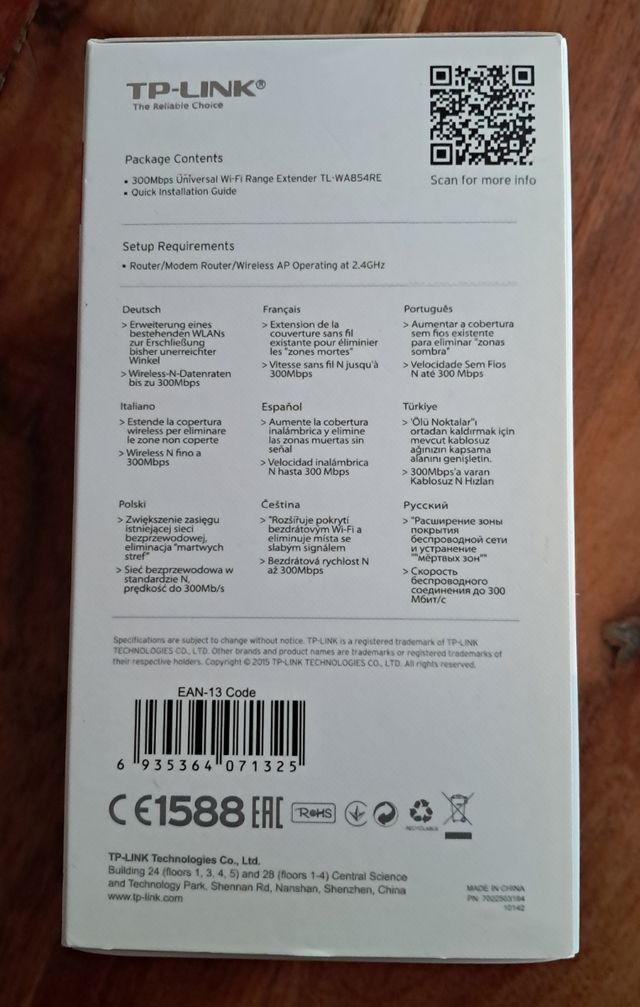 TP-LINK®
The Reliable Choice
Package Contents
• 300Mbps Universal Wi-Fi Range Extender TL-WA854RE
• Quick Installation Guide
Scan for more info
Setup Requirements
• Router/Modem Router/Wireless AP Operating at 2.4GHz
Deutsch
> Erweiterung eines
bestehenden WLANs
zur Erschließung
bisher unerreichter
Winkel
> Wireless-N-Datenraten
bis zu 300Mbps
Français
> Extension de la
couverture sans fil
existante pour éliminier
les "zones mortes"
> Vitesse sans fil N jusqu'à
300Mbps
Português
> Aumentar a cobertura
sem fios existente
para eliminar "zonas
sombra"
> Velocidade Sem Fios
N até 300 Mbps
Italiano
> Estende la copertura
wireless per eliminare
le zone non coperte
> Wireless N fino a
300Mbps
Español
> Aumente la cobertura
inalámbrica y elimine
las zonas muertas sin
señal
> Velocidad inalámbrica
N hasta 300 Mbps
Türkiye
> 'Ölü Noktalar''ı
ortadan kaldırmak için
mevcut kablosuz
ağınızın kapsama
alanını genişletin.
> 300Mbps'a varan
Kablosuz N Hızları
Polski
> Zwiększenie zasięgu
istniejącej sieci
bezprzewodowej,
eliminacja "martwych
stref"
> Sieć bezprzewodowa w
standardzie N,
prędkość do 300Mb/s
Čeština
> "Rozšiřuje pokrytí
bezdrátovým Wi-Fi a
eliminuje místa se
slabým signálem
> Bezdrátová rychlost N
až 300Mbps
Русский
> "Расширение зоны
покрытия
беспроводной сети
и устранение
""мёртвых зон""
> Скорость
беспроводного
соединения до 300
Мбит/с
Specifications are subject to change without notice. TP-LINK is a registered trademark of TP-LINK
TECHNOLOGIES CO., LTD. Other brands and product names are trademarks or registered trademarks of
their respective holders. Copyright © 2015 TP-LINK TECHNOLOGIES CO., LTD. All rights reserved.
EAN-13 Code
6 935364 071325
CE1588 EAC RoHS
RECYCLABLE
TP-LINK Technologies Co., Ltd.
Building 24 (floors 1, 3, 4, 5) and 28 (floors 1-4) Central Science
and Technology Park, Shennan Rd, Nanshan, Shenzhen, China
www.tp-link.com
MADE IN CHINA
PN: 7022503184
10142